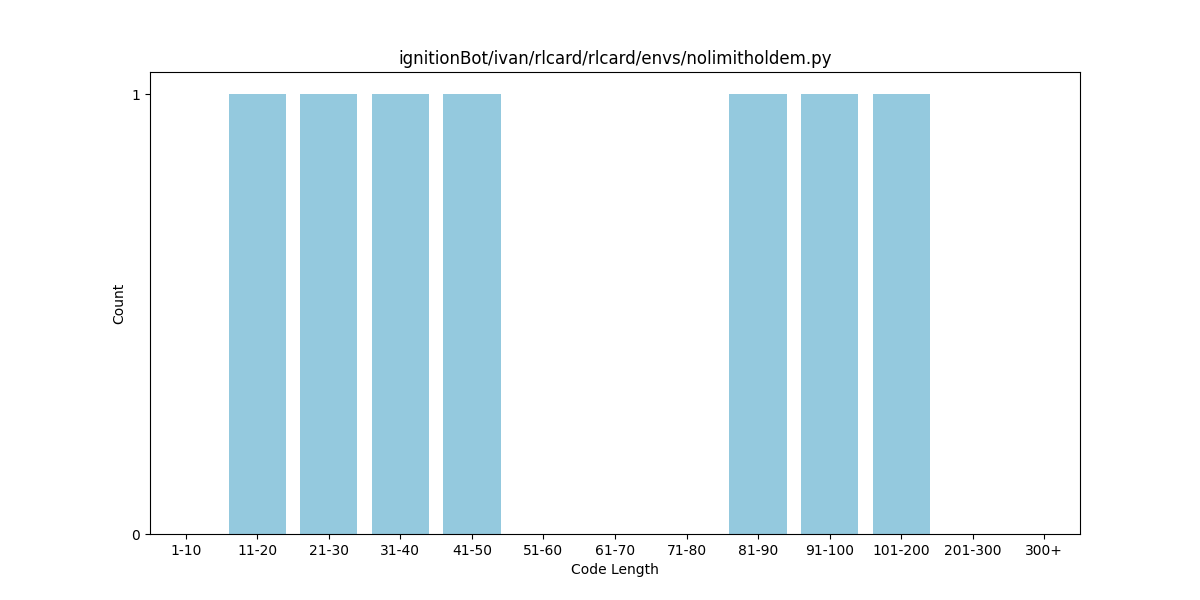 ignitionBot/ivan/rlcard/rlcard/envs/nolimitholdem.py
1
Count
0
1-10 11-20 21-30 31-40 41-50 51-60 61-70 71-80 81-90 91-100 101-200 201-300 300+
Code Length